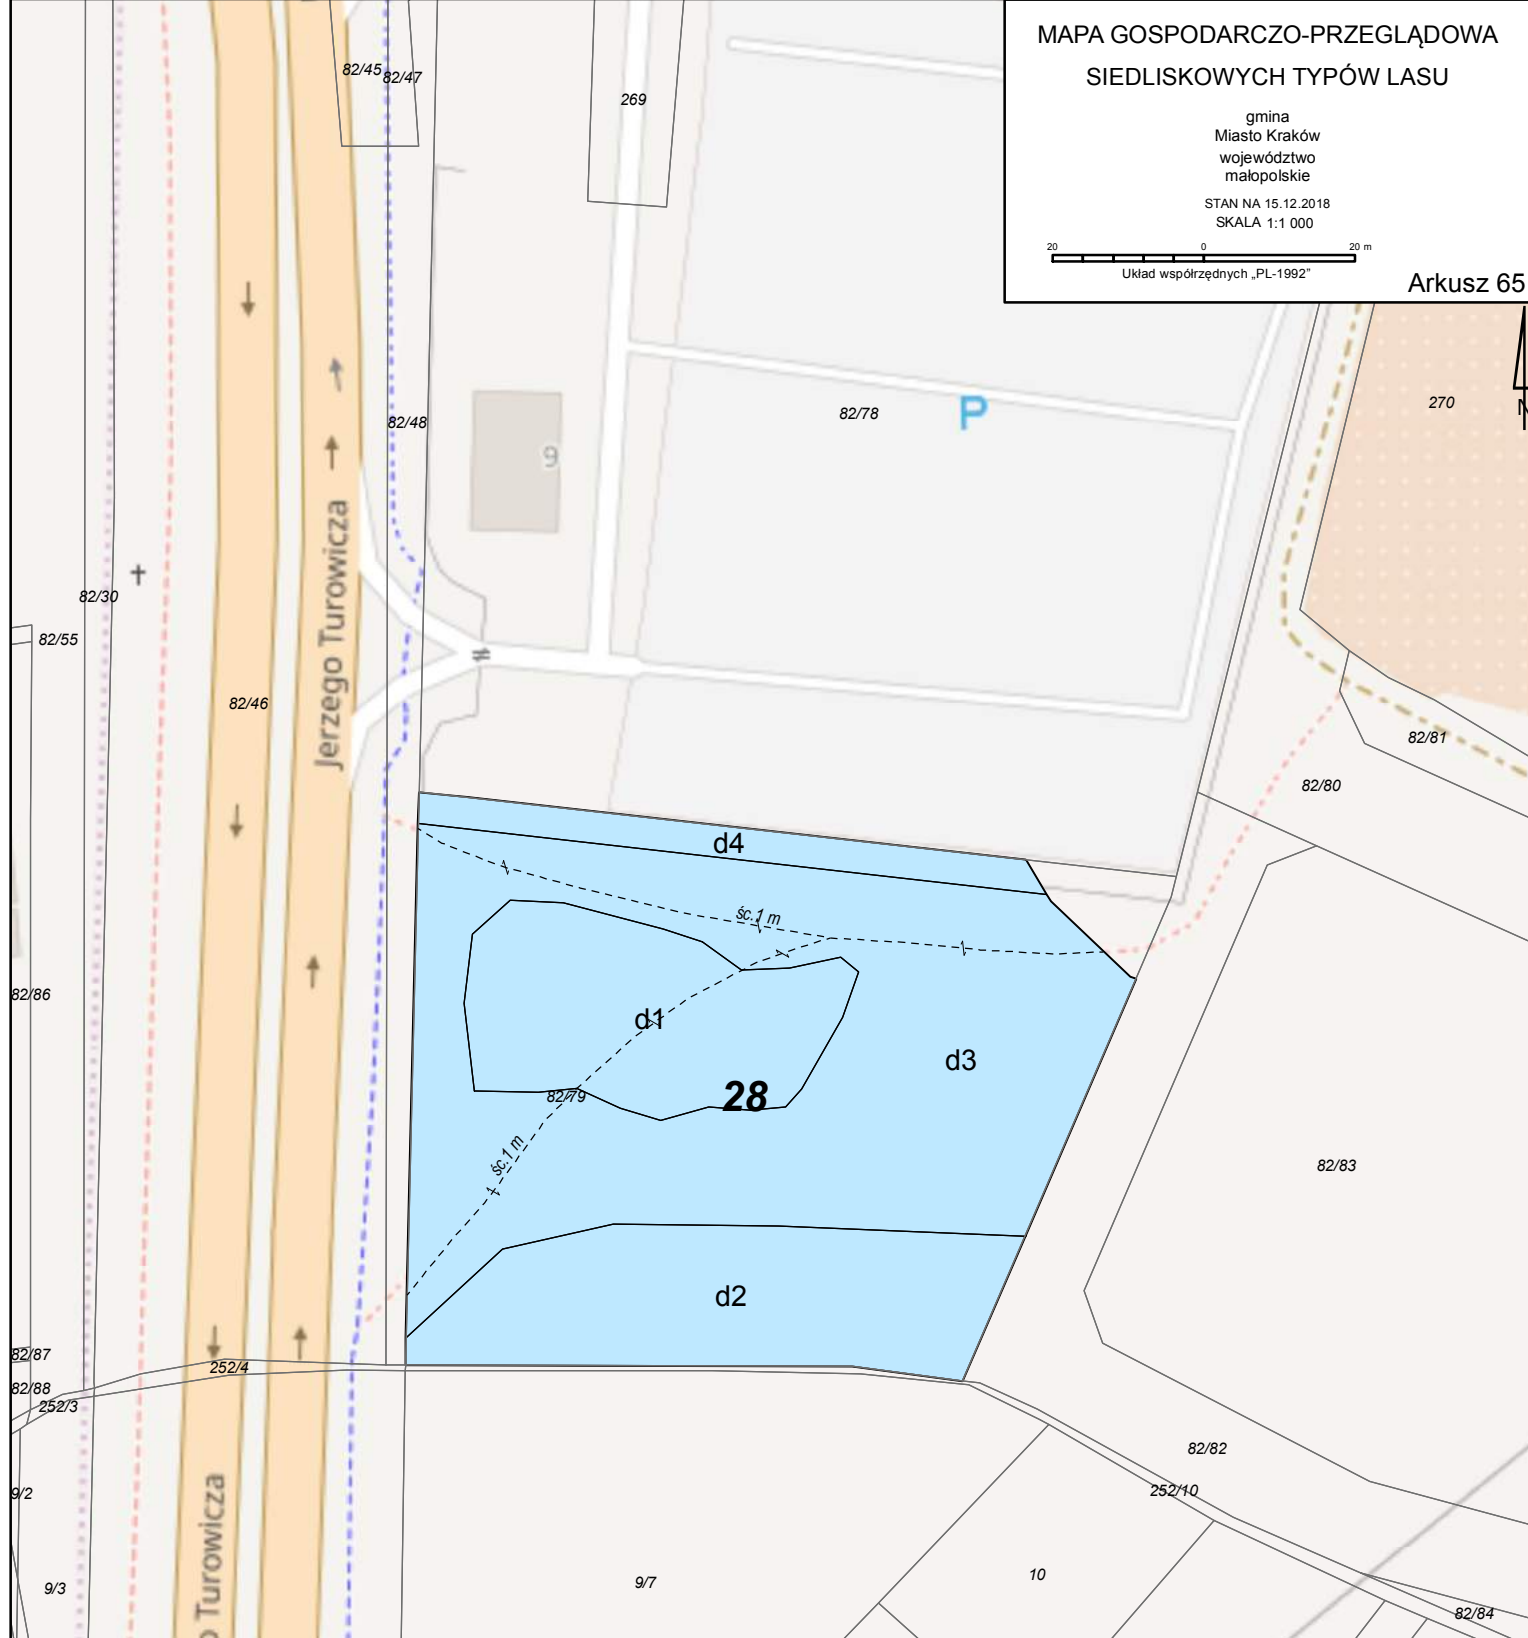 MAPA GOSPODARCZO-PRZEGLĄDOWA
SIEDLISKOWYCH TYPÓW LASU
gmina
Miasto Kraków
województwo
małopolskie
STAN NA 15.12.2018
SKALA 1:1 000
20 0 20 m
Układ współrzędnych „PL-1992”
Arkusz 65
N
82/45
82/47
269
82/48
82/78
P
270
9
Jerzego Turowicza
82/30
82/55
82/46
82/81
82/80
d4
śc.1 m
82/86
d1
d3
28
82/79
śc.1 m
82/83
d2
82/87
252/4
82/88
252/3
82/82
252/10
9/2
o Turowicza
9/3
9/7
10
82/84